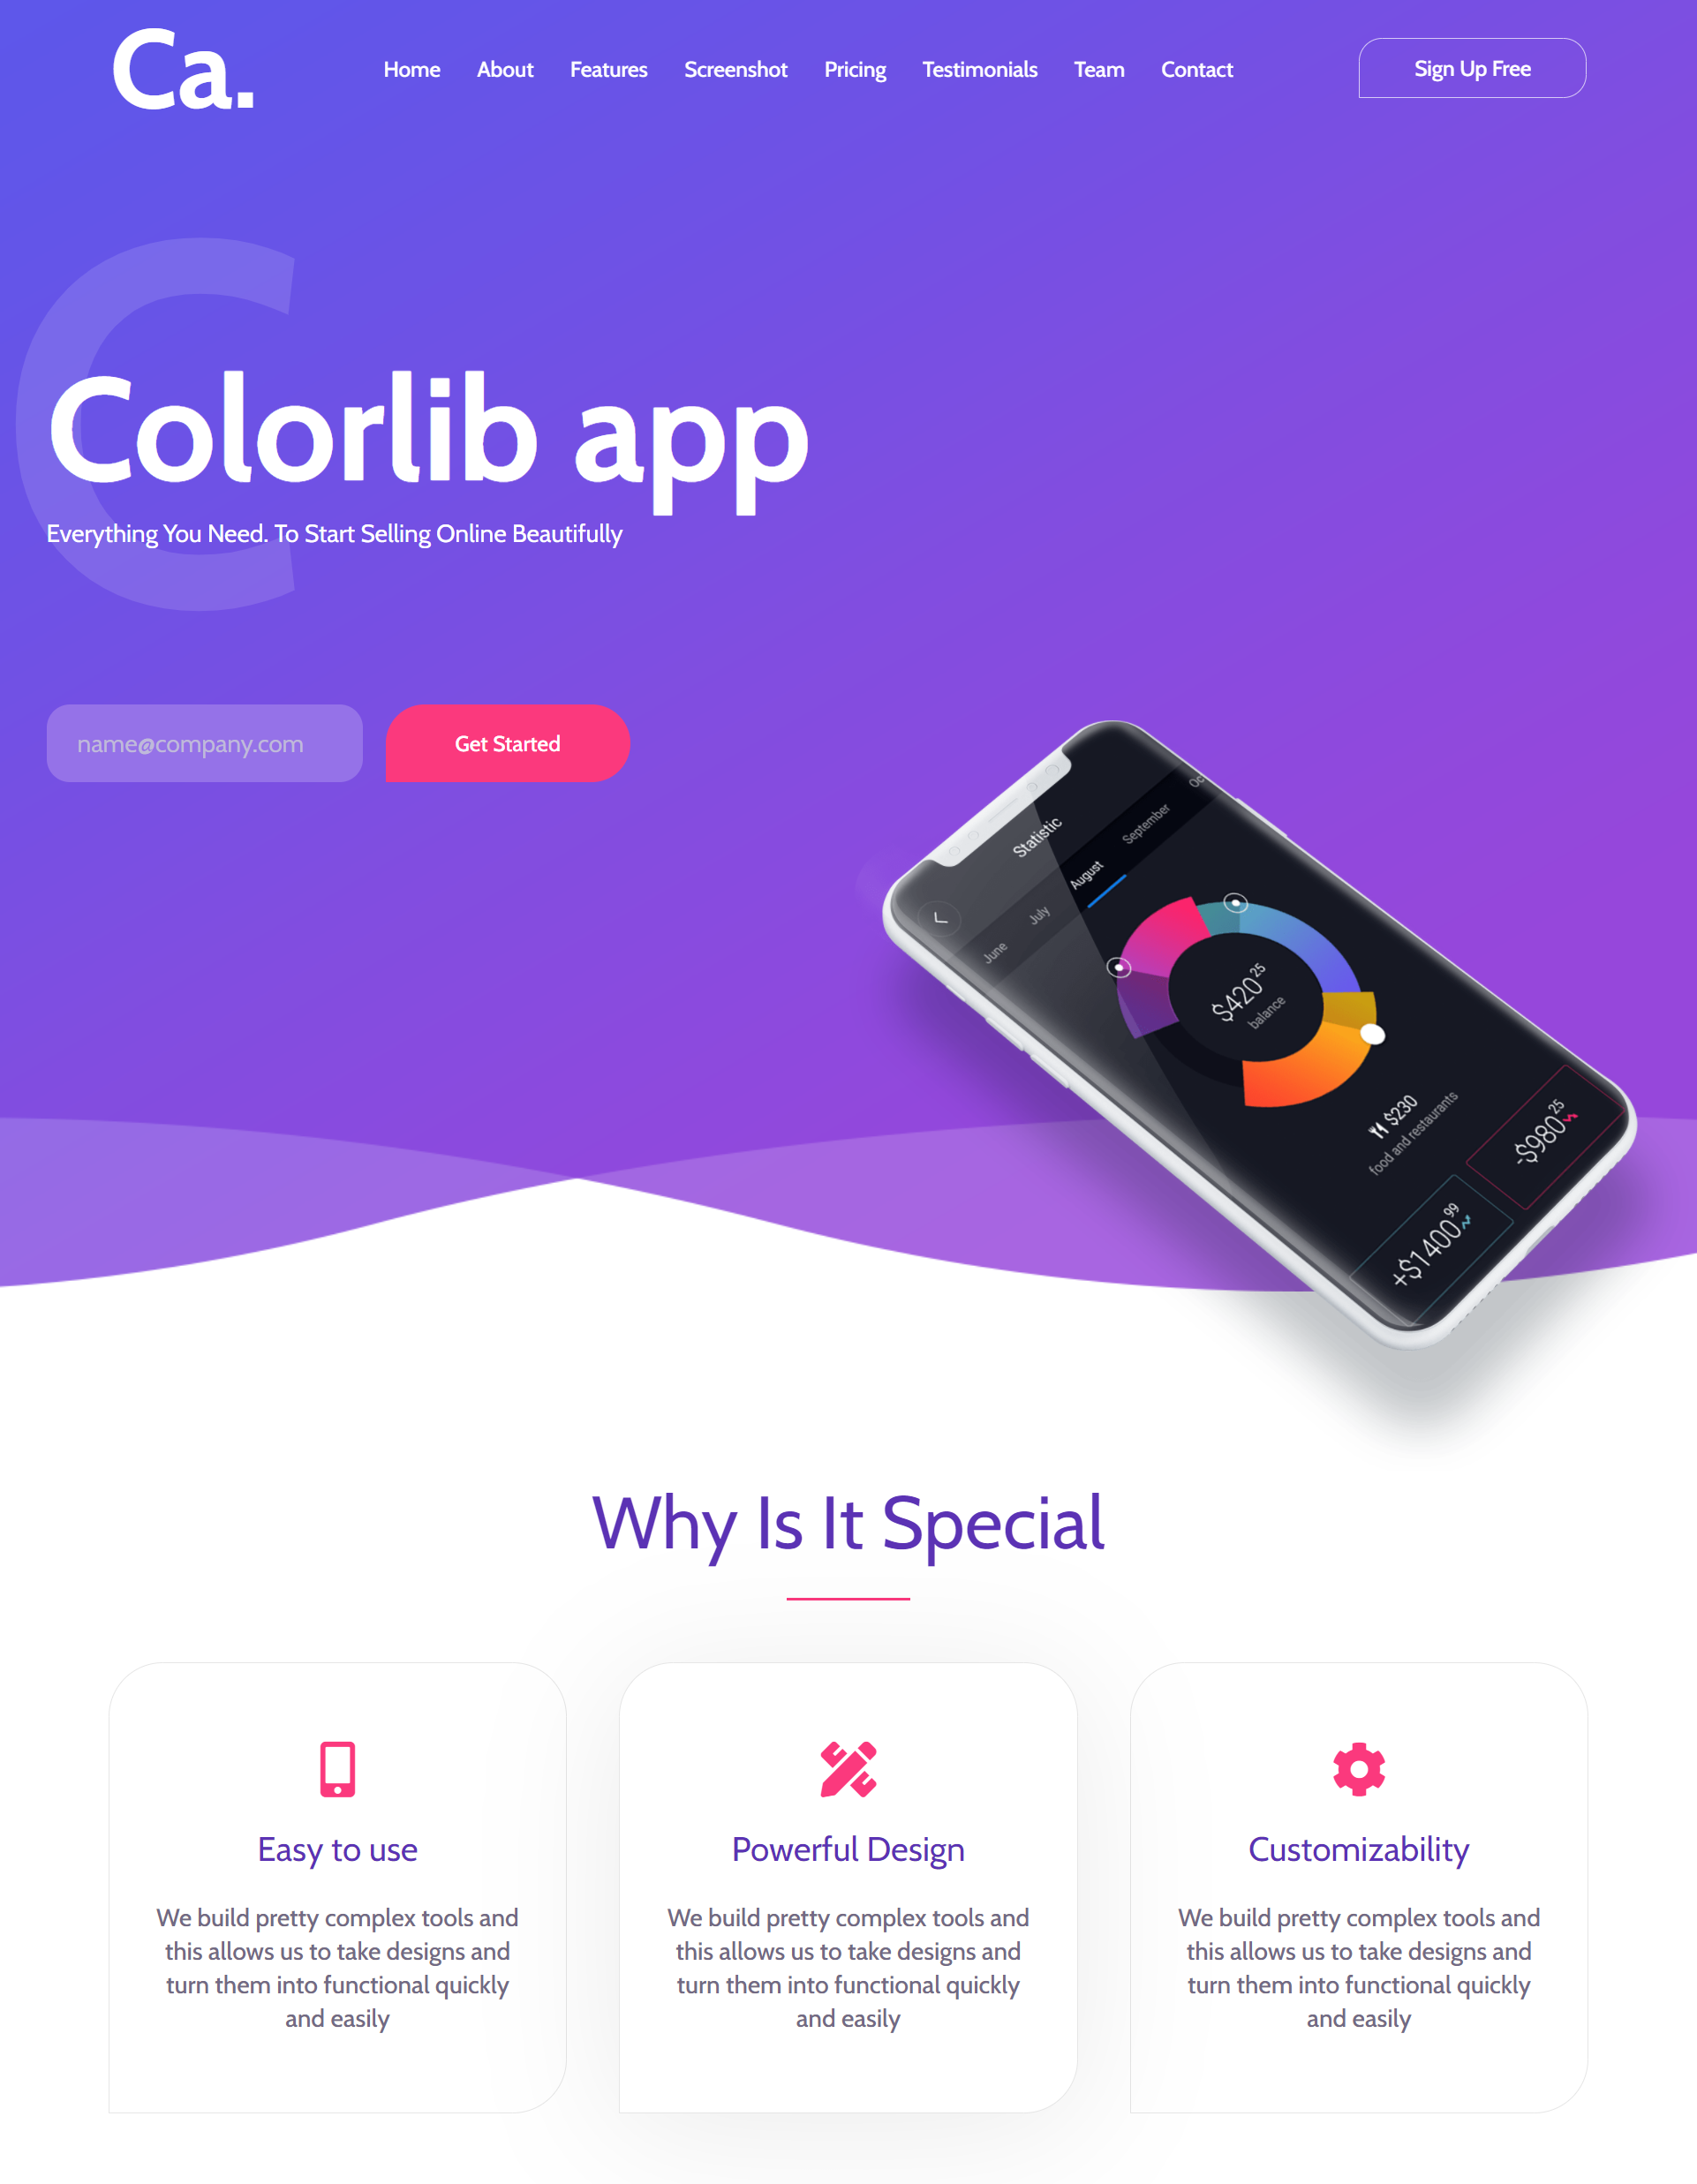 Ca.
Home About Features Screenshot Pricing Testimonials Team Contact
Sign Up Free
C
Colorlib app
Everything You Need. To Start Selling Online Beautifully
name@company.com
Get Started
Statistic
June July August September Oc
$420 25
balance
$230
food and restaurants
+$1400 99
-$980 25
Why Is It Special
Easy to use
We build pretty complex tools and
this allows us to take designs and
turn them into functional quickly
and easily
Powerful Design
We build pretty complex tools and
this allows us to take designs and
turn them into functional quickly
and easily
Customizability
We build pretty complex tools and
this allows us to take designs and
turn them into functional quickly
and easily